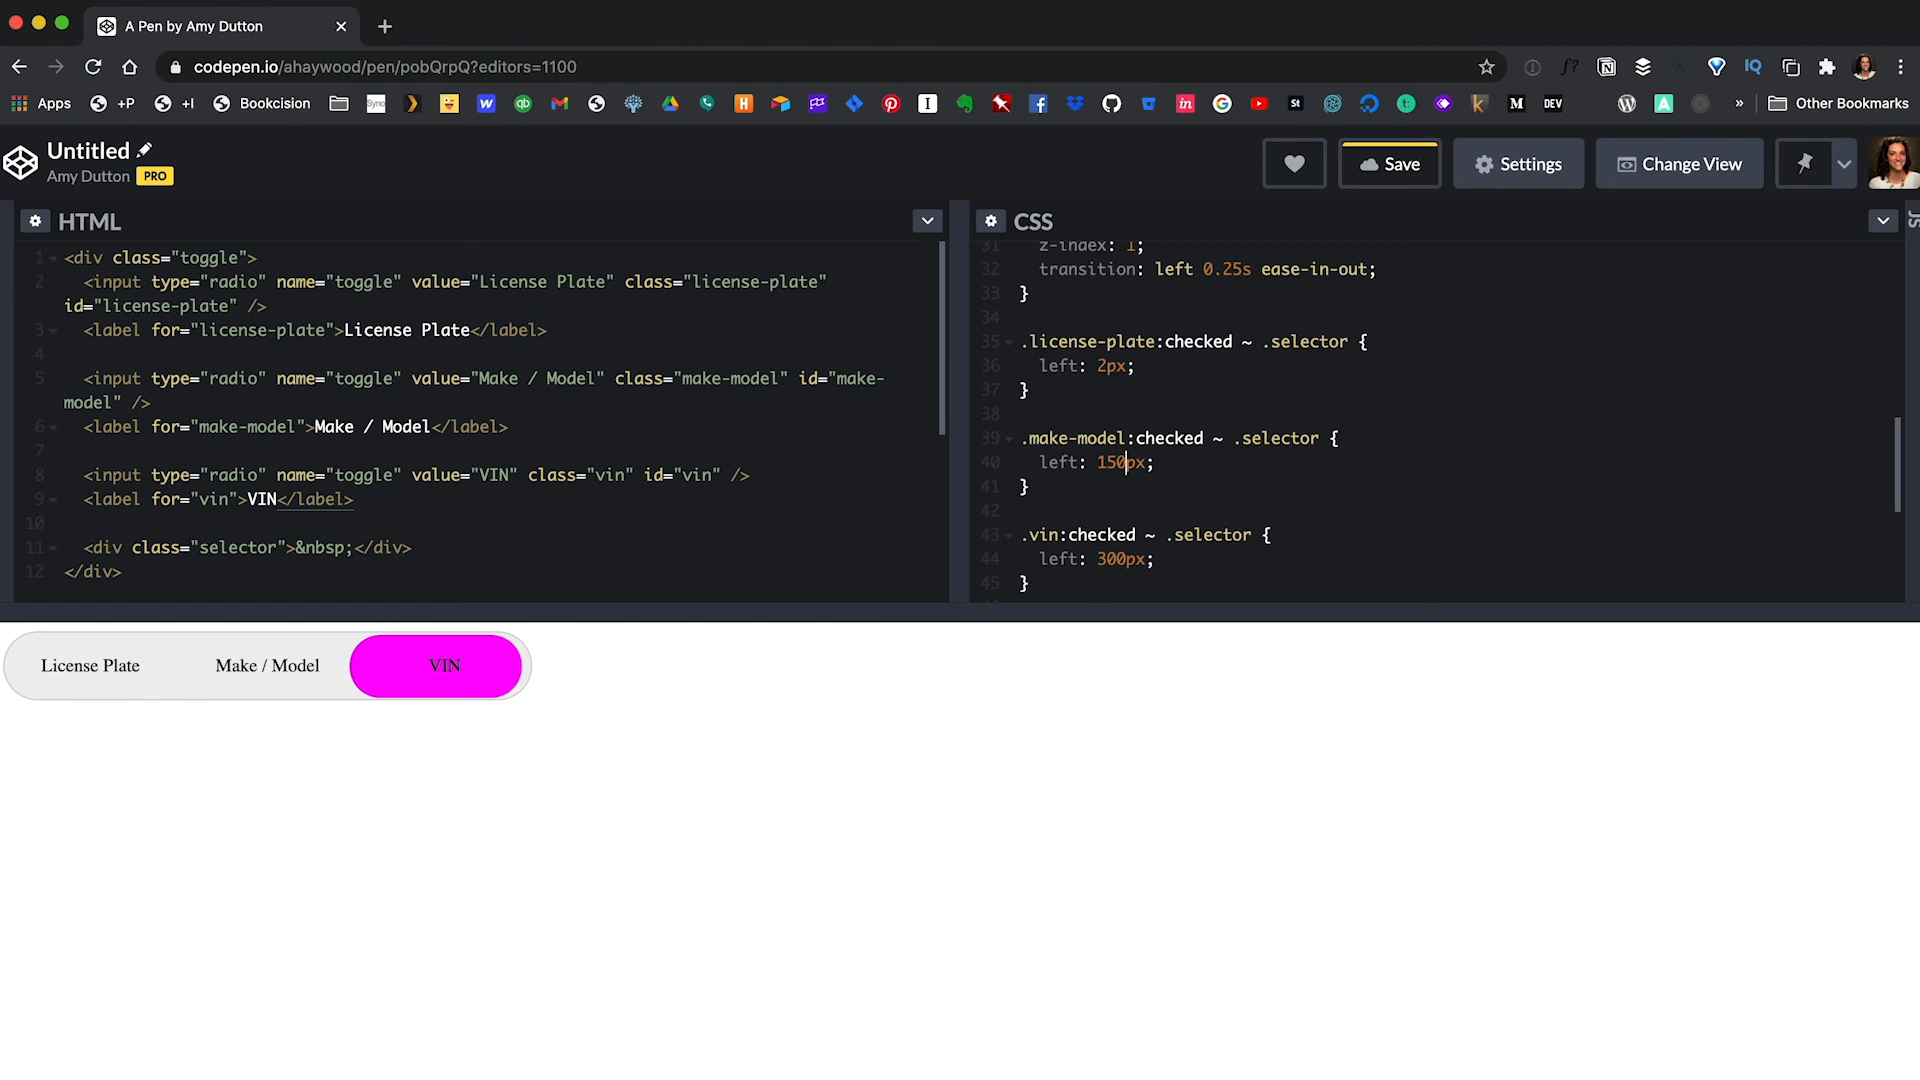 A Pen by Amy Dutton
codepen.io/ahaywood/pen/pobQrpQ?editors=1100
Apps
+P
+I
Bookcision
Other Bookmarks
Untitled
Amy Dutton PRO
Save
Settings
Change View
HTML
1 <div class="toggle">
2 <input type="radio" name="toggle" value="License Plate" class="license-plate"
id="license-plate" />
3 <label for="license-plate">License Plate</label>
4
5 <input type="radio" name="toggle" value="Make / Model" class="make-model" id="make-
model" />
6 <label for="make-model">Make / Model</label>
7
8 <input type="radio" name="toggle" value="VIN" class="vin" id="vin" />
9 <label for="vin">VIN</label>
10
11 <div class="selector">&nbsp;</div>
12 </div>
CSS
JS
31 z-index: 1;
32 transition: left 0.25s ease-in-out;
33 }
34
35 .license-plate:checked ~ .selector {
36 left: 2px;
37 }
38
39 .make-model:checked ~ .selector {
40 left: 150px;
41 }
42
43 .vin:checked ~ .selector {
44 left: 300px;
45 }
License Plate
Make / Model
VIN